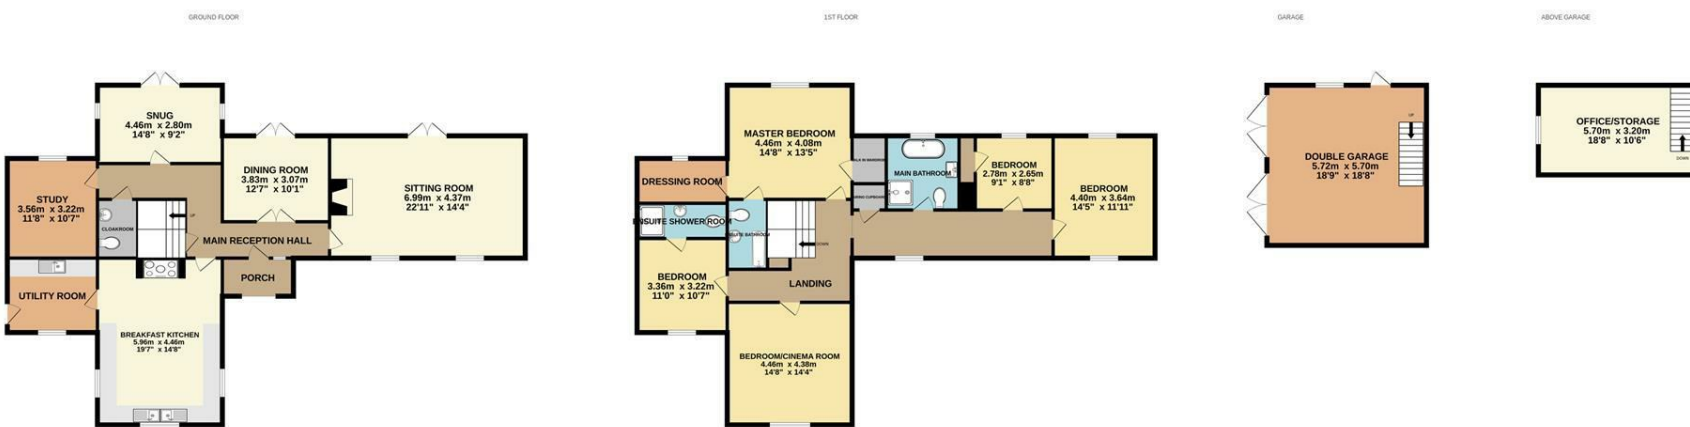 GROUND FLOOR
SNUG
4.46m x 2.80m
14'8" x 9'2"
DINING ROOM
3.83m x 3.07m
12'7" x 10'1"
SITTING ROOM
6.99m x 4.37m
22'11" x 14'4"
STUDY
3.56m x 3.22m
11'8" x 10'7"
CLOAKROOM
UP
MAIN RECEPTION HALL
PORCH
UTILITY ROOM
BREAKFAST KITCHEN
5.96m x 4.46m
19'7" x 14'8"
1ST FLOOR
MASTER BEDROOM
4.46m x 4.08m
14'8" x 13'5"
DRESSING ROOM
WALK IN WARDROBE
MAIN BATHROOM
BEDROOM
2.78m x 2.65m
9'1" x 8'8"
BEDROOM
4.40m x 3.64m
14'5" x 11'11"
ENSUITE SHOWER ROOM
ENSUITE BATHROOM
DOWN
BEDROOM
3.36m x 3.22m
11'0" x 10'7"
LANDING
BEDROOM/CINEMA ROOM
4.46m x 4.38m
14'8" x 14'4"
GARAGE
UP
DOUBLE GARAGE
5.72m x 5.70m
18'9" x 18'8"
ABOVE GARAGE
OFFICE/STORAGE
5.70m x 3.20m
18'8" x 10'6"
DOWN